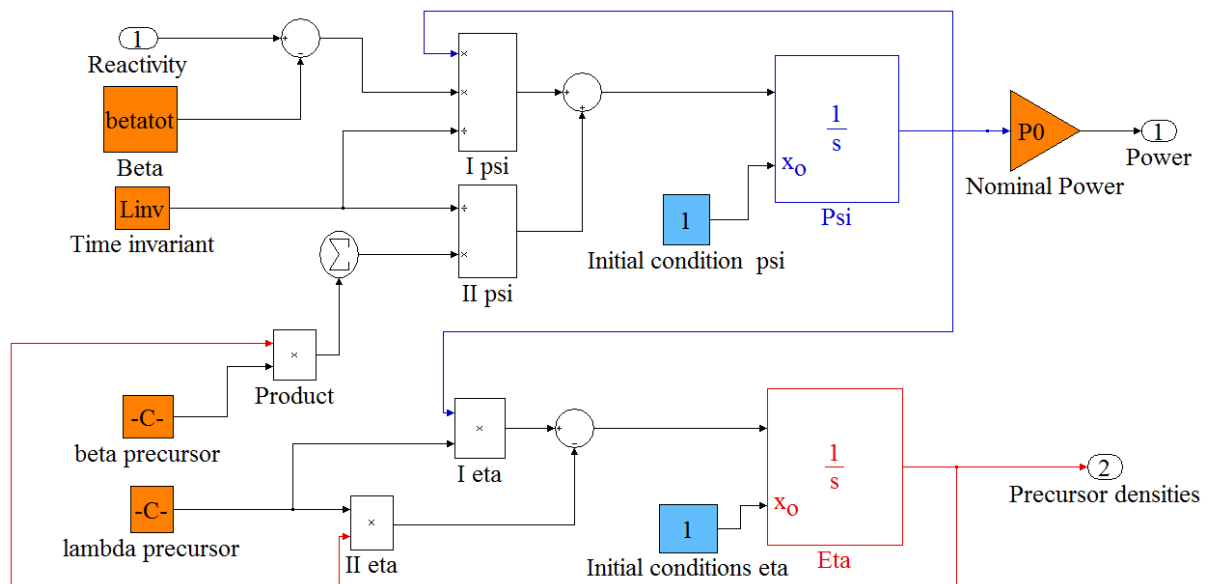 1
+
-
Reactivity
betatot
Beta
Linv
Time invariant
×
×
÷
I psi
÷
×
II psi
+
+
1
s
xo
Psi
1
Initial condition psi
P0
Nominal Power
1
Power
Σ
×
Product
-C-
beta precursor
-C-
lambda precursor
×
I eta
×
II eta
+
-
1
s
xo
Eta
1
Initial conditions eta
2
Precursor densities